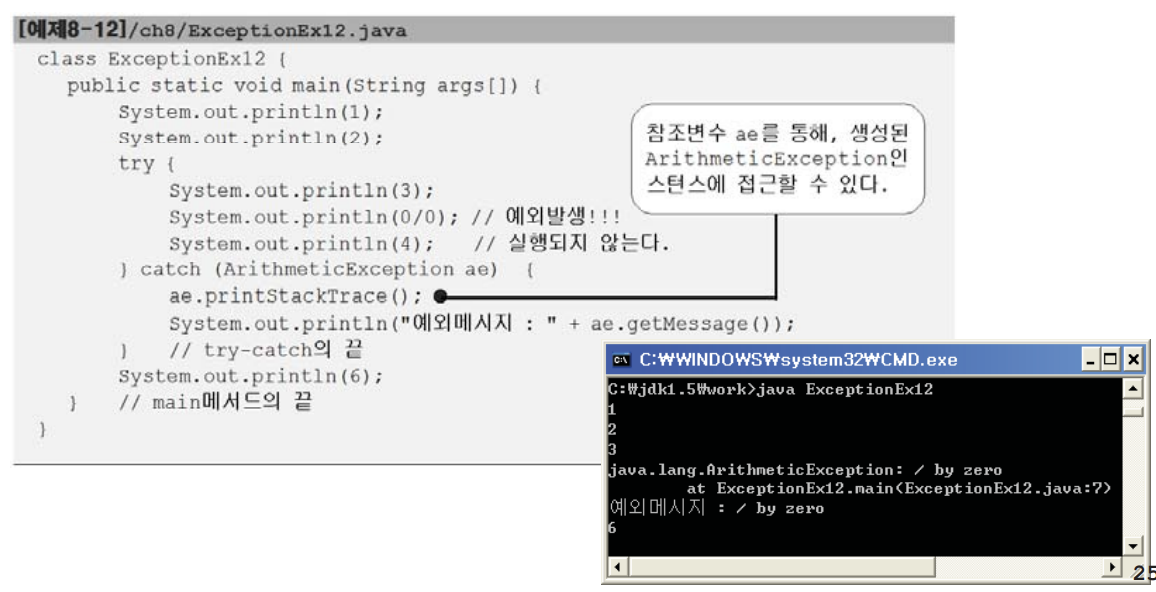 [예제8-12]/ch8/ExceptionEx12.java
class ExceptionEx12 {
public static void main(String args[]) {
System.out.println(1);
System.out.println(2);
try {
System.out.println(3);
System.out.println(0/0); // 예외발생!!!
System.out.println(4); // 실행되지 않는다.
} catch (ArithmeticException ae) {
ae.printStackTrace();
System.out.println("예외메시지 : " + ae.getMessage());
} // try-catch의 끝
System.out.println(6);
} // main메서드의 끝
}
참조변수 ae를 통해, 생성된
ArithmeticException인
스턴스에 접근할 수 있다.
C:₩WINDOWS₩system32₩CMD.exe
C:₩jdk1.5₩work>java ExceptionEx12
1
2
3
java.lang.ArithmeticException: / by zero
at ExceptionEx12.main(ExceptionEx12.java:7)
예외메시지 : / by zero
6
25